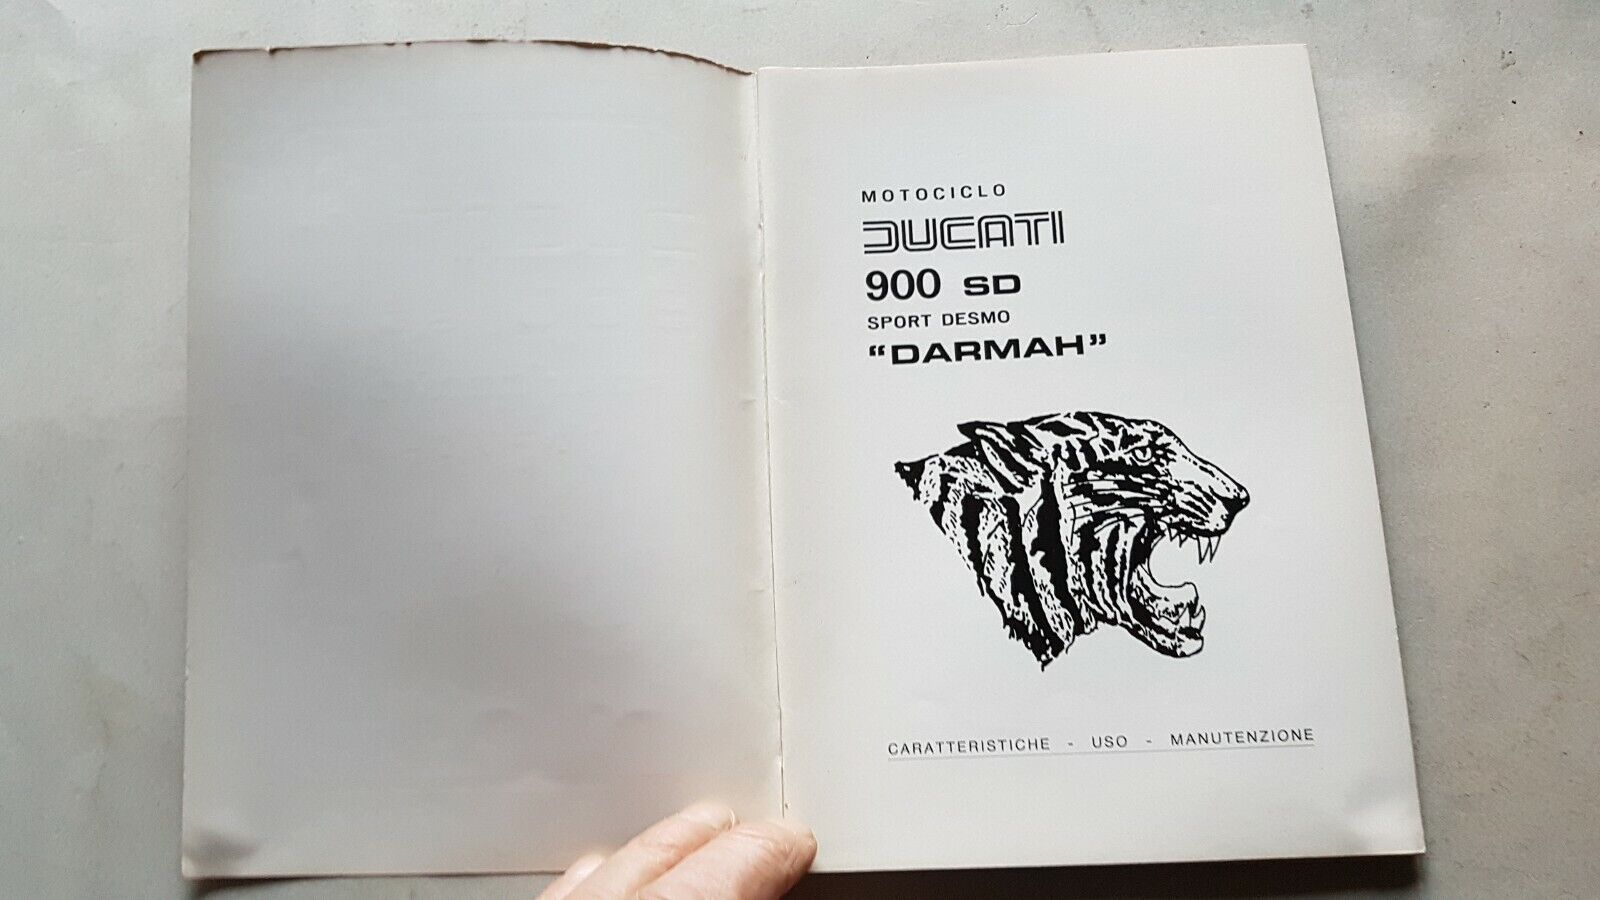 MOTOCICLO
DUCATI
900 SD
SPORT DESMO
“DARMAH”
CARATTERISTICHE - USO - MANUTENZIONE